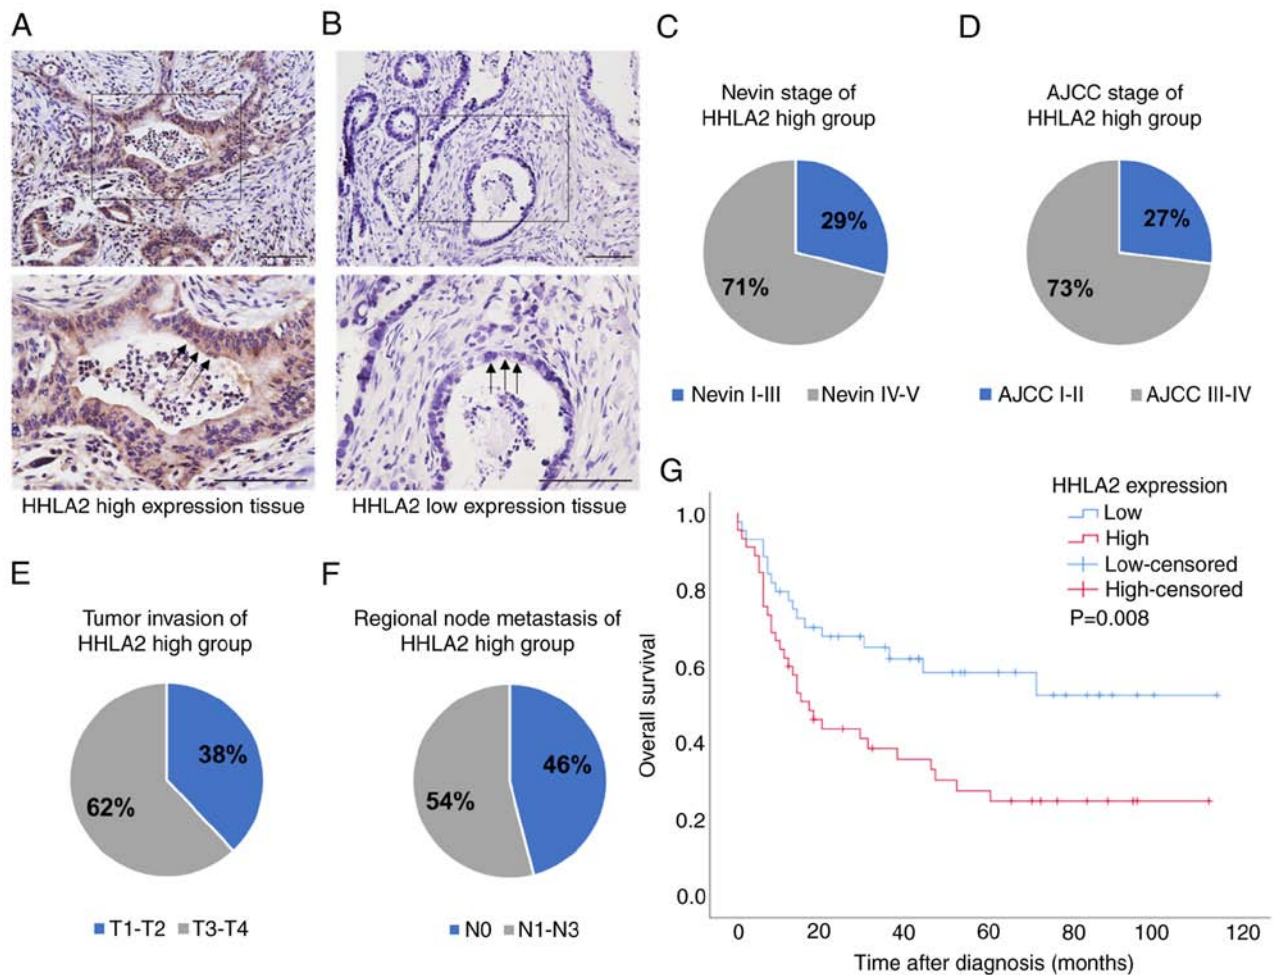 A
B
HHLA2 high expression tissue
HHLA2 low expression tissue
C
Nevin stage of
HHLA2 high group
29%
71%
Nevin I-III Nevin IV-V
D
AJCC stage of
HHLA2 high group
27%
73%
AJCC I-II AJCC III-IV
E
Tumor invasion of
HHLA2 high group
38%
62%
T1-T2 T3-T4
F
Regional node metastasis of
HHLA2 high group
46%
54%
N0 N1-N3
G
HHLA2 expression
Low
High
Low-censored
High-censored
P=0.008
Overall survival
1.0
0.8
0.6
0.4
0.2
0.0
0 20 40 60 80 100 120
Time after diagnosis (months)